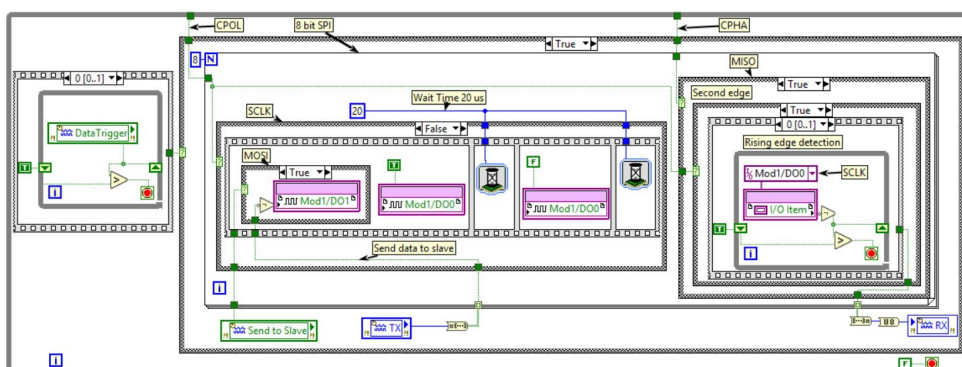 CPOL
8 bit SPI
CPHA
True
0 [0..1]
8 N
MISO
True
Second edge
Wait Time 20 us
20
SCLK
False
True
0 [0..1]
DataTrigger
Rising edge detection
MOSI
True
T
F
Mod1/DO0
SCLK
T
Mod1/DO1
Mod1/DO0
Mod1/DO0
I/O Item
i
>
T
>
i
Send data to slave
i
Send to Slave
TX
U8
RX
i
F